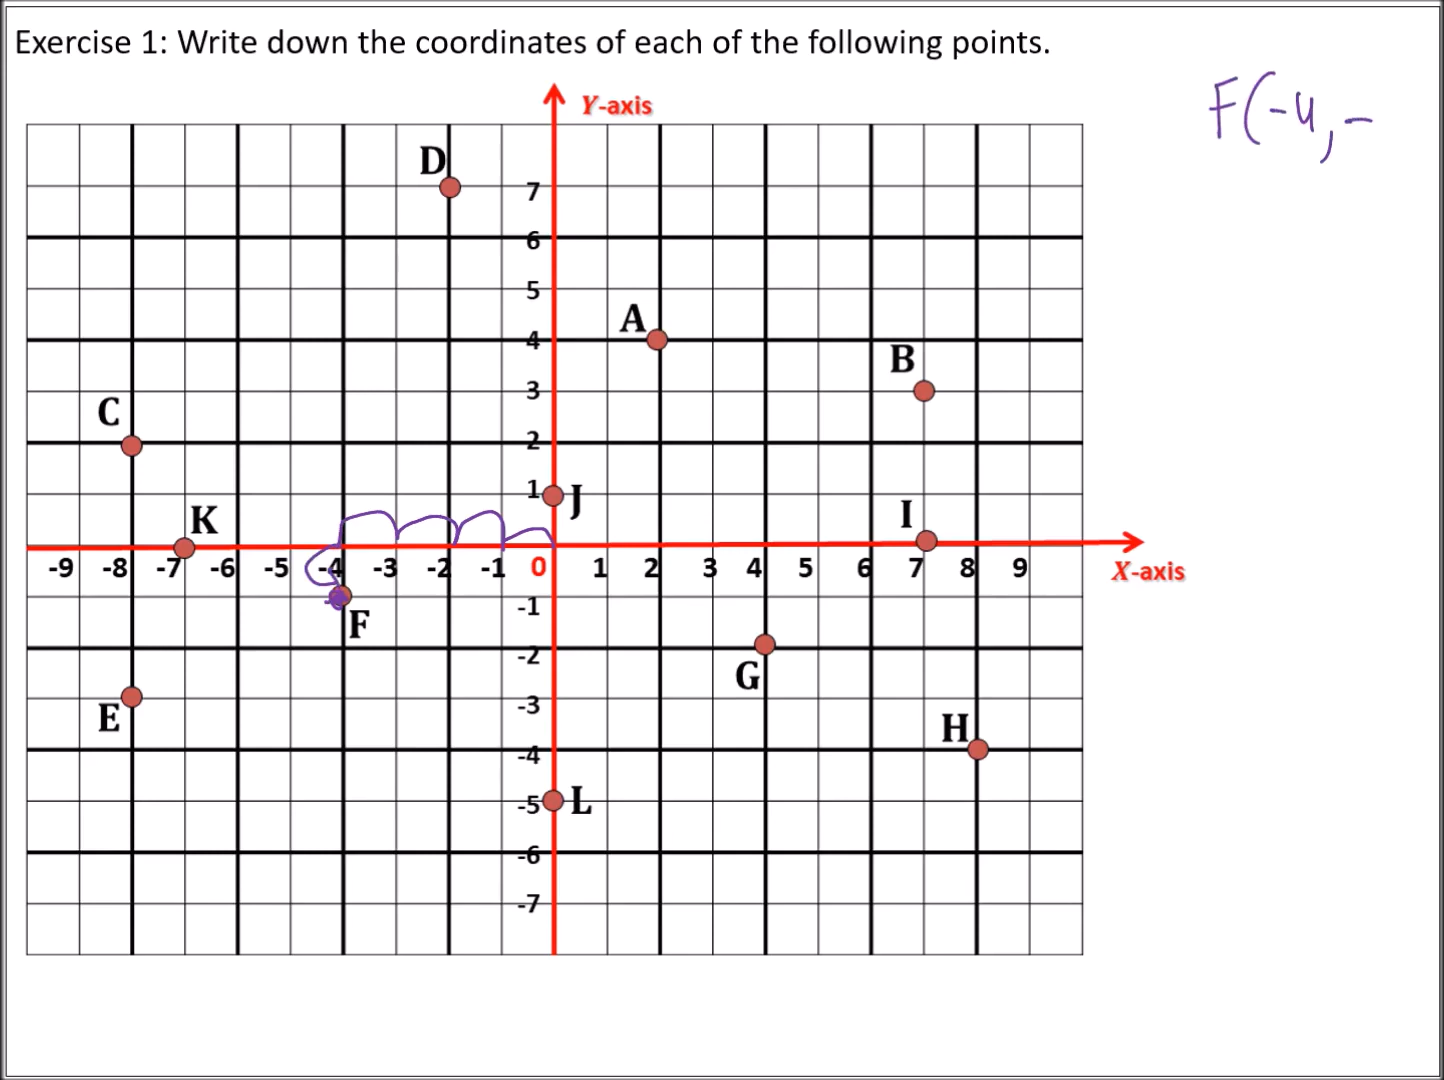 Exercise 1: Write down the coordinates of each of the following points.
F(-4,-
Y-axis
D
7
6
5
A
4
B
3
C
2
1
J
K
I
-9 -8 -7 -6 -5 -4 -3 -2 -1 0 1 2 3 4 5 6 7 8 9
X-axis
-1
F
-2
G
-3
E
H
-4
-5
L
-6
-7